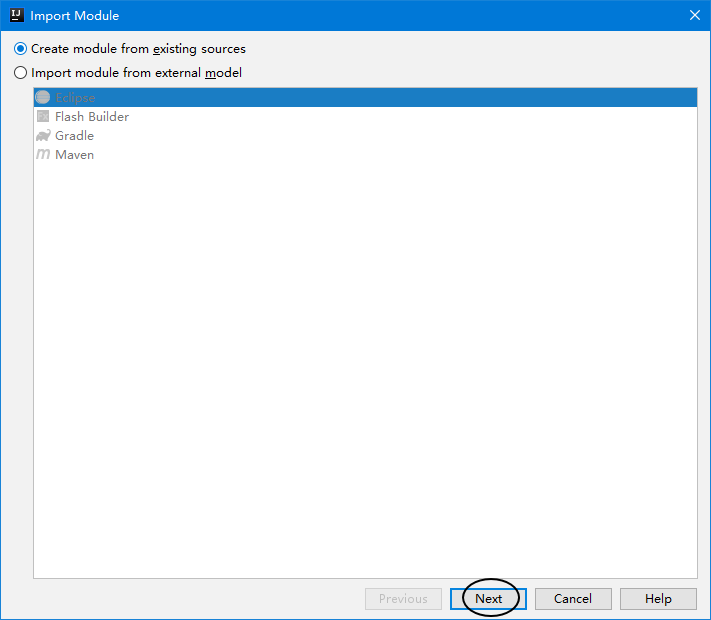 Import Module
Create module from existing sources
Import module from external model
Eclipse
Flash Builder
Gradle
Maven
Previous Next Cancel Help